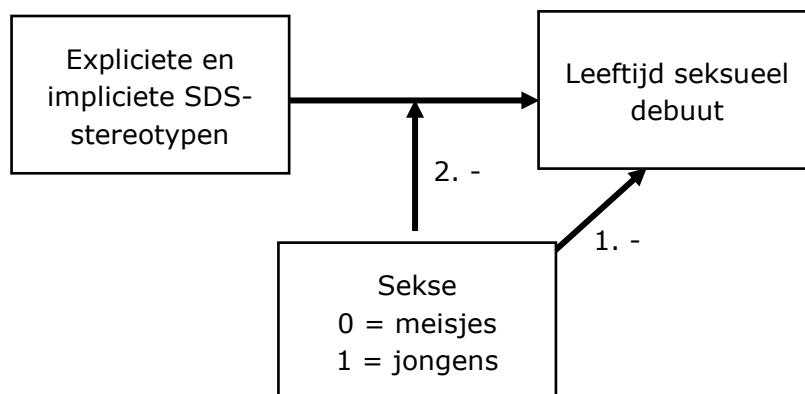 Expliciete en
impliciete SDS-
stereotypen
Leeftijd seksueel
debuut
2. -
1. -
Sekse
0 = meisjes
1 = jongens